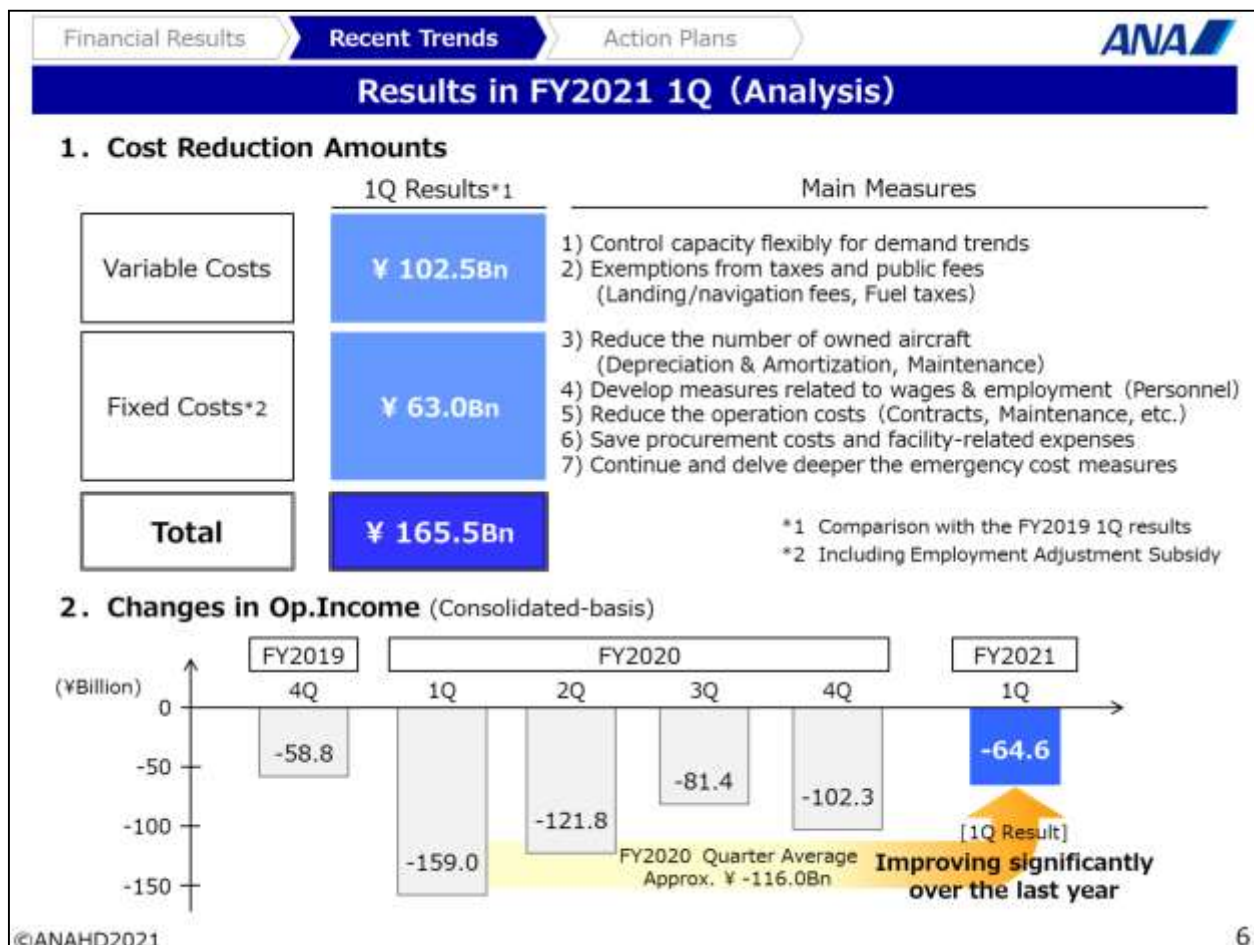 Financial Results
Recent Trends
Action Plans
ANA
Results in FY2021 1Q（Analysis）
1．Cost Reduction Amounts
1Q Results*1
Main Measures
Variable Costs
¥ 102.5Bn
1) Control capacity flexibly for demand trends
2) Exemptions from taxes and public fees
(Landing/navigation fees, Fuel taxes）
Fixed Costs*2
¥ 63.0Bn
3) Reduce the number of owned aircraft
(Depreciation & Amortization, Maintenance）
4) Develop measures related to wages & employment（Personnel）
5) Reduce the operation costs（Contracts, Maintenance, etc.）
6) Save procurement costs and facility-related expenses
7) Continue and delve deeper the emergency cost measures
Total
¥ 165.5Bn
*1 Comparison with the FY2019 1Q results
*2 Including Employment Adjustment Subsidy
2．Changes in Op.Income (Consolidated-basis)
FY2019
FY2020
FY2021
(¥Billion)
4Q
1Q
2Q
3Q
4Q
1Q
0
-50
-100
-150
-58.8
-159.0
-121.8
-81.4
-102.3
-64.6
FY2020 Quarter Average
Approx. ¥ -116.0Bn
[1Q Result]
Improving significantly
over the last year
©ANAHD2021
6